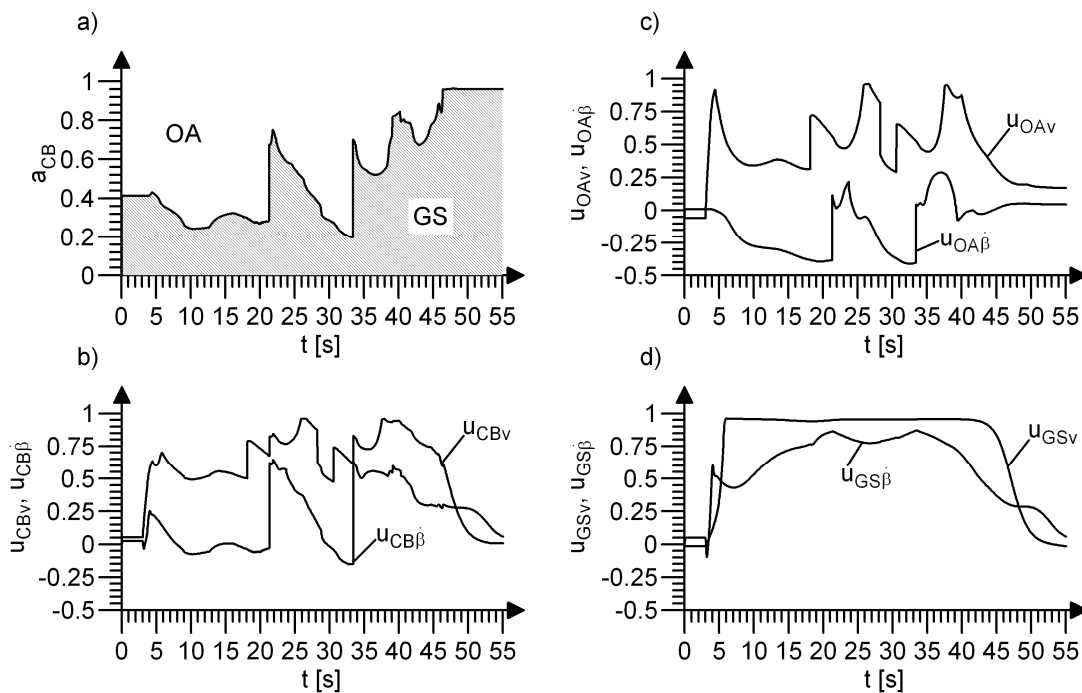 a)
1
0.8
0.6
0.4
0.2
0
a_CB
OA
GS
0 5 10 15 20 25 30 35 40 45 50 55
t [s]
c)
1
0.75
0.5
0.25
0
-0.25
-0.5
u_OAv, u_OAβ̇
u_OAv
u_OAβ̇
0 5 10 15 20 25 30 35 40 45 50 55
t [s]
b)
1
0.75
0.5
0.25
0
-0.25
-0.5
u_CBv, u_CBβ̇
u_CBv
u_CBβ̇
0 5 10 15 20 25 30 35 40 45 50 55
t [s]
d)
1
0.75
0.5
0.25
0
-0.25
-0.5
u_GSv, u_GSβ̇
u_GSv
u_GSβ̇
0 5 10 15 20 25 30 35 40 45 50 55
t [s]